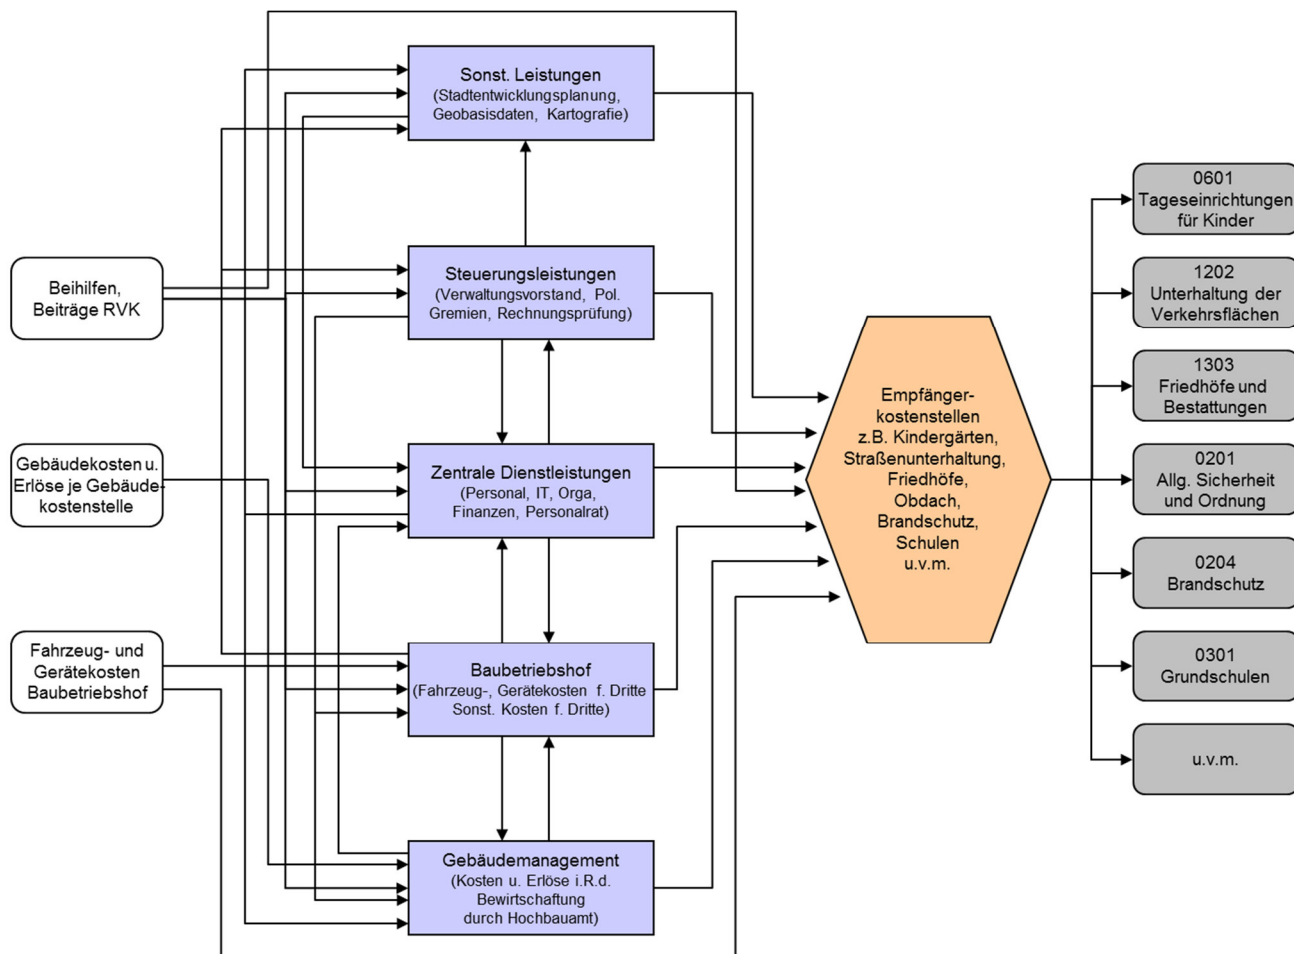 Sonst. Leistungen
(Stadtentwicklungsplanung,
Geobasisdaten, Kartografie)
Steuerungsleistungen
(Verwaltungsvorstand, Pol.
Gremien, Rechnungsprüfung)
Zentrale Dienstleistungen
(Personal, IT, Orga,
Finanzen, Personalrat)
Baubetriebshof
(Fahrzeug-, Gerätekosten f. Dritte
Sonst. Kosten f. Dritte)
Gebäudemanagement
(Kosten u. Erlöse i.R.d.
Bewirtschaftung
durch Hochbauamt)
Beihilfen,
Beiträge RVK
Gebäudekosten u.
Erlöse je Gebäude-
kostenstelle
Fahrzeug- und
Gerätekosten
Baubetriebshof
Empfänger-
kostenstellen
z.B. Kindergärten,
Straßenunterhaltung,
Friedhöfe,
Obdach,
Brandschutz,
Schulen
u.v.m.
0601
Tageseinrichtungen
für Kinder
1202
Unterhaltung der
Verkehrsflächen
1303
Friedhöfe und
Bestattungen
0201
Allg. Sicherheit
und Ordnung
0204
Brandschutz
0301
Grundschulen
u.v.m.